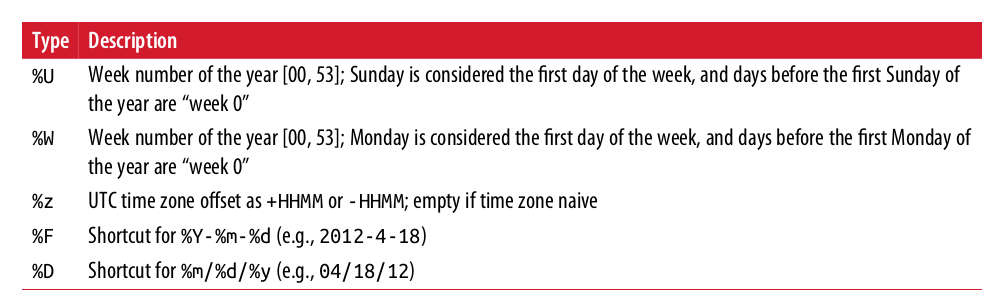 Type Description
%U Week number of the year [00, 53]; Sunday is considered the first day of the week, and days before the first Sunday of
the year are “week 0”
%W Week number of the year [00, 53]; Monday is considered the first day of the week, and days before the first Monday of
the year are “week 0”
%z UTC time zone offset as +HHMM or -HHMM; empty if time zone naive
%F Shortcut for %Y-%m-%d (e.g., 2012-4-18)
%D Shortcut for %m/%d/%y (e.g., 04/18/12)